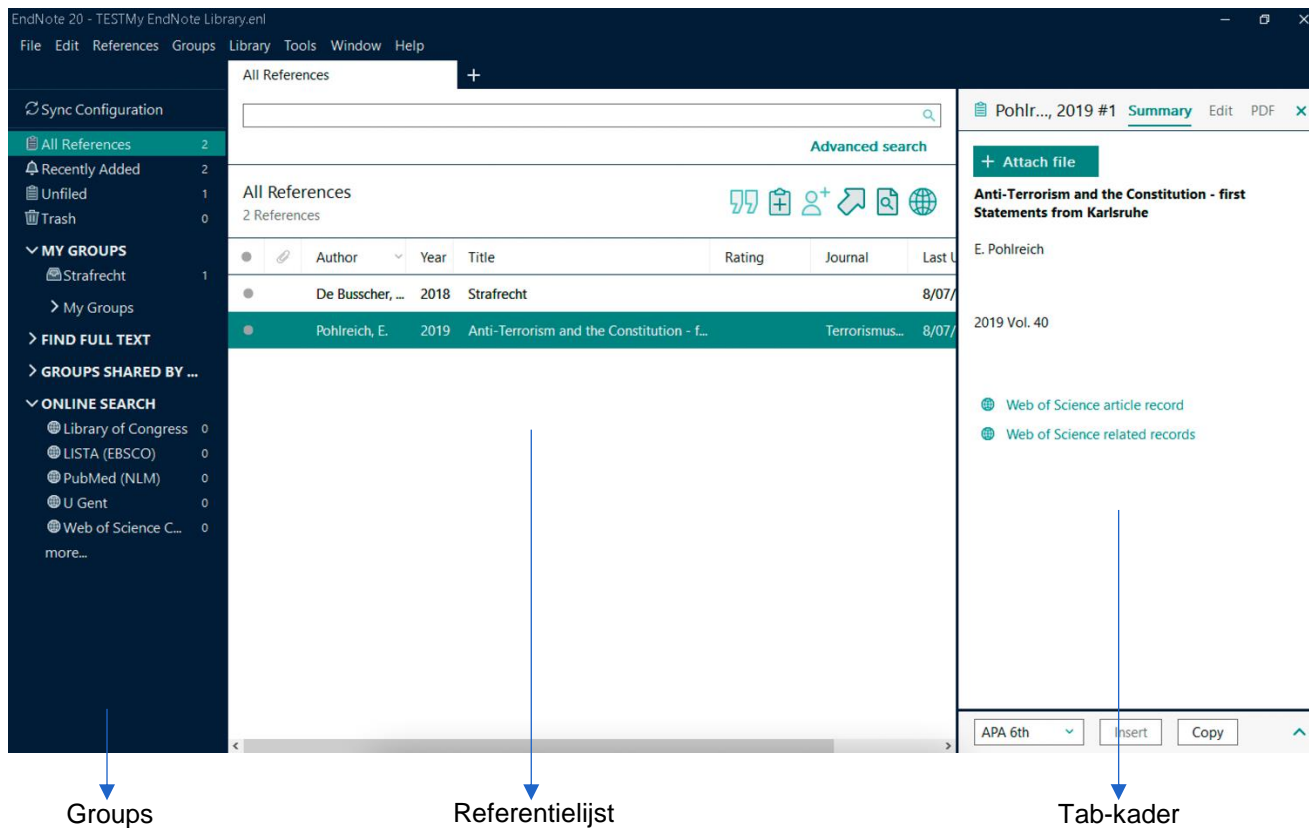 EndNote 20 - TESTMy EndNote Library.enl
File Edit References Groups Library Tools Window Help
All References +
Sync Configuration
All References 2
Recently Added 2
Unfiled 1
Trash 0
MY GROUPS
Strafrecht 1
My Groups
FIND FULL TEXT
GROUPS SHARED BY ...
ONLINE SEARCH
Library of Congress 0
LISTA (EBSCO) 0
PubMed (NLM) 0
U Gent 0
Web of Science C... 0
more...
Advanced search
All References
2 References
Author Year Title Rating Journal Last U
De Busscher, ... 2018 Strafrecht 8/07/
Pohlreich, E. 2019 Anti-Terrorism and the Constitution - f... Terrorismus... 8/07/
Pohlr..., 2019 #1 Summary Edit PDF
+ Attach file
Anti-Terrorism and the Constitution - first
Statements from Karlsruhe
E. Pohlreich
2019 Vol. 40
Web of Science article record
Web of Science related records
APA 6th Insert Copy
Groups Referentielijst Tab-kader